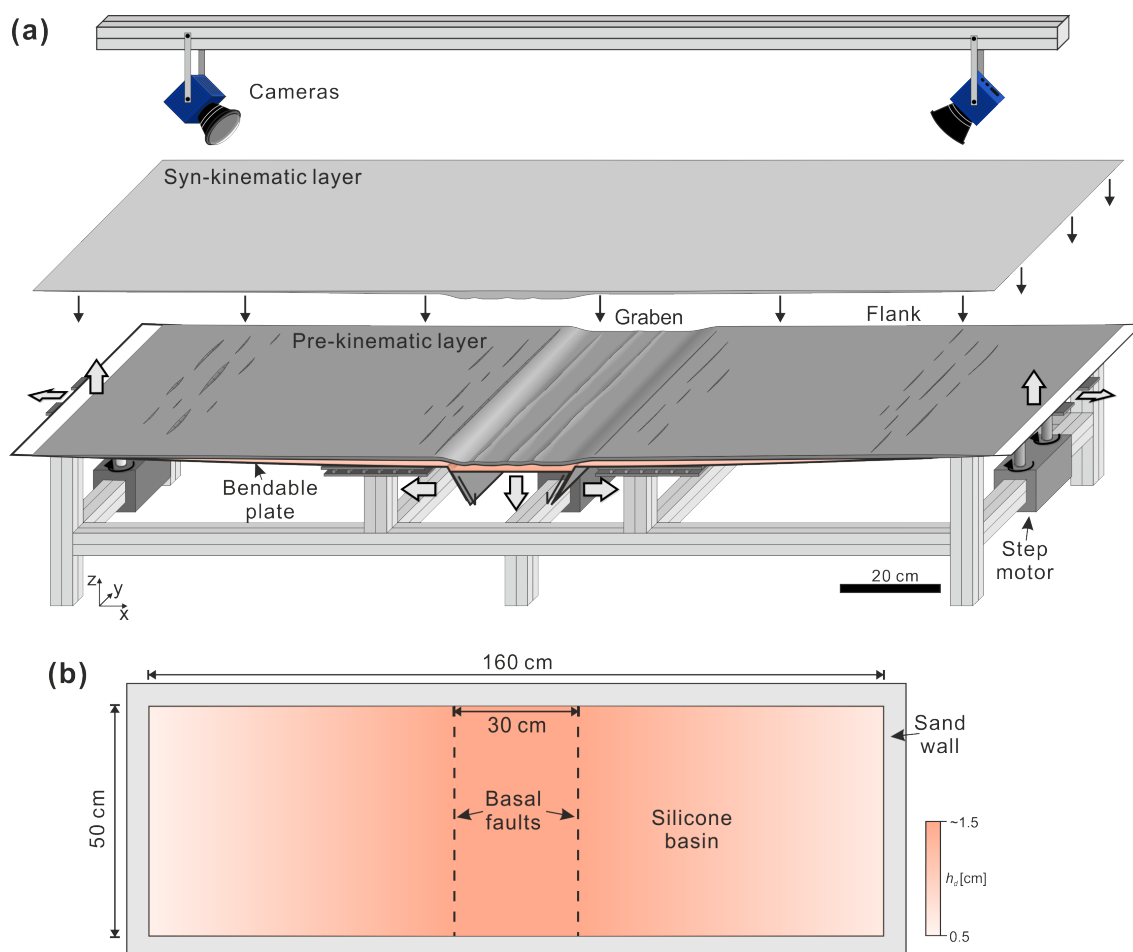 (a)
Cameras
Syn-kinematic layer
Graben
Flank
Pre-kinematic layer
Bendable
plate
Step
motor
20 cm
z
y
x
(b)
160 cm
30 cm
Sand
wall
50 cm
Basal
faults
Silicone
basin
~1.5
h_d [cm]
0.5